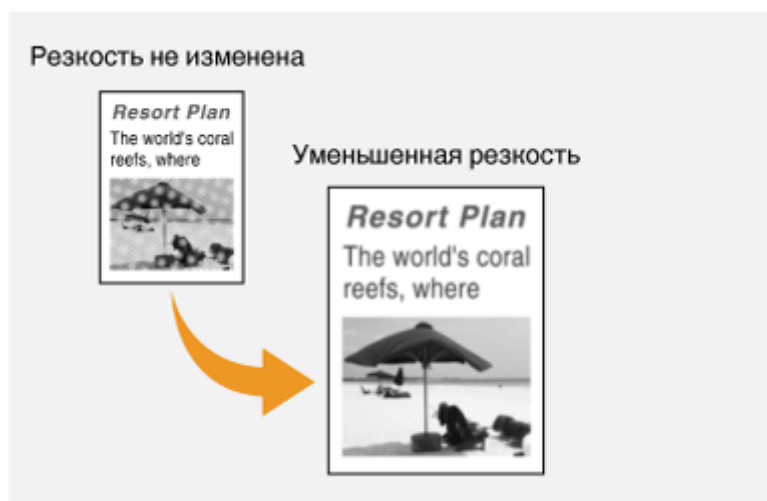 Резкость не изменена
Resort Plan
The world's coral
reefs, where
Уменьшенная резкость
Resort Plan
The world's coral
reefs, where